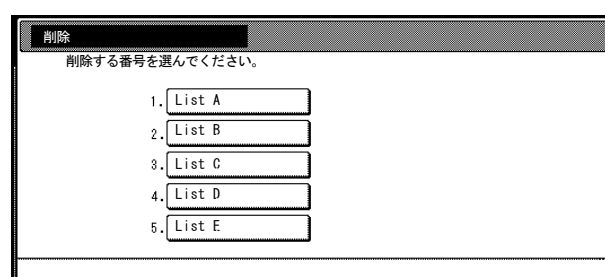 削除
削除する番号を選んでください。
1. List A
2. List B
3. List C
4. List D
5. List E